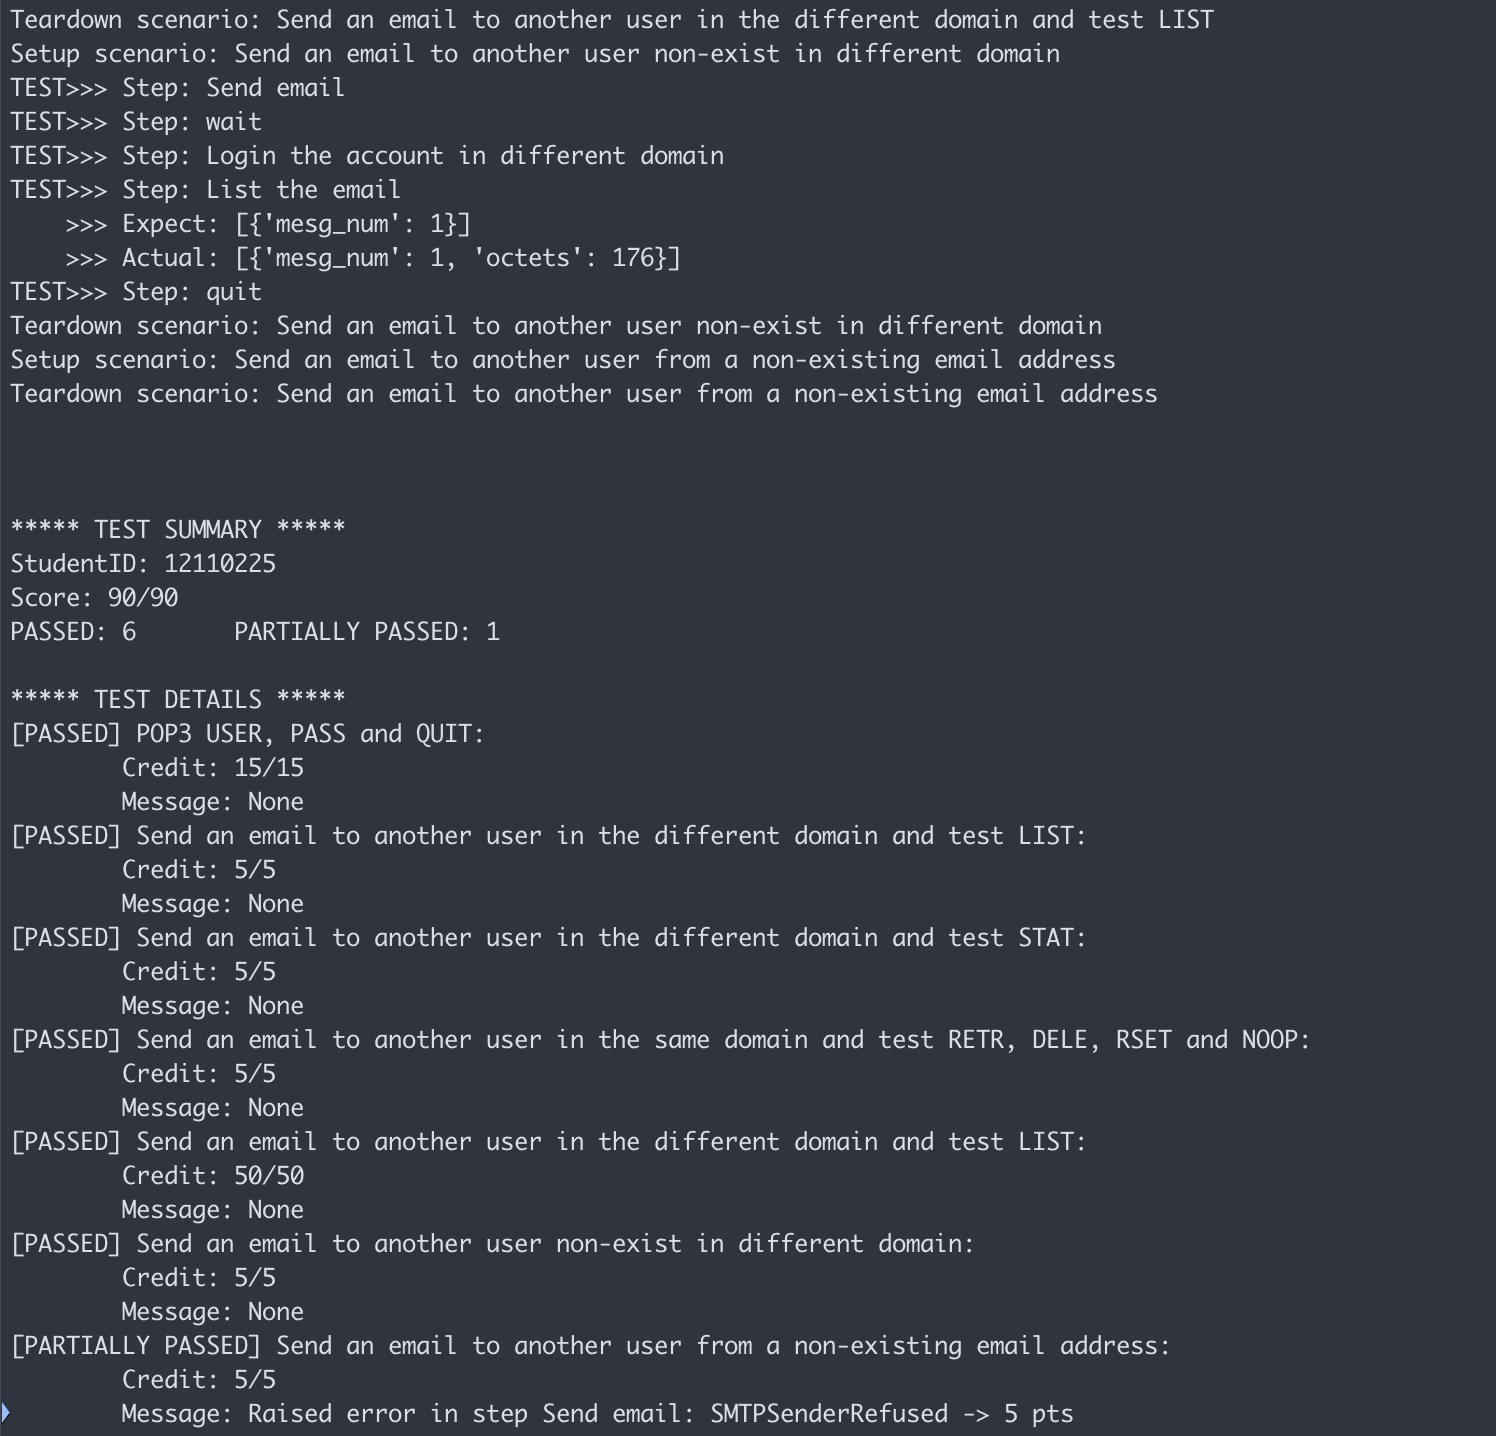 Teardown scenario: Send an email to another user in the different domain and test LIST
Setup scenario: Send an email to another user non-exist in different domain
TEST>>> Step: Send email
TEST>>> Step: wait
TEST>>> Step: Login the account in different domain
TEST>>> Step: List the email
    >>> Expect: [{'mesg_num': 1}]
    >>> Actual: [{'mesg_num': 1, 'octets': 176}]
TEST>>> Step: quit
Teardown scenario: Send an email to another user non-exist in different domain
Setup scenario: Send an email to another user from a non-existing email address
Teardown scenario: Send an email to another user from a non-existing email address
***** TEST SUMMARY *****
StudentID: 12110225
Score: 90/90
PASSED: 6       PARTIALLY PASSED: 1
***** TEST DETAILS *****
[PASSED] POP3 USER, PASS and QUIT:
        Credit: 15/15
        Message: None
[PASSED] Send an email to another user in the different domain and test LIST:
        Credit: 5/5
        Message: None
[PASSED] Send an email to another user in the different domain and test STAT:
        Credit: 5/5
        Message: None
[PASSED] Send an email to another user in the same domain and test RETR, DELE, RSET and NOOP:
        Credit: 5/5
        Message: None
[PASSED] Send an email to another user in the different domain and test LIST:
        Credit: 50/50
        Message: None
[PASSED] Send an email to another user non-exist in different domain:
        Credit: 5/5
        Message: None
[PARTIALLY PASSED] Send an email to another user from a non-existing email address:
        Credit: 5/5
        Message: Raised error in step Send email: SMTPSenderRefused -> 5 pts